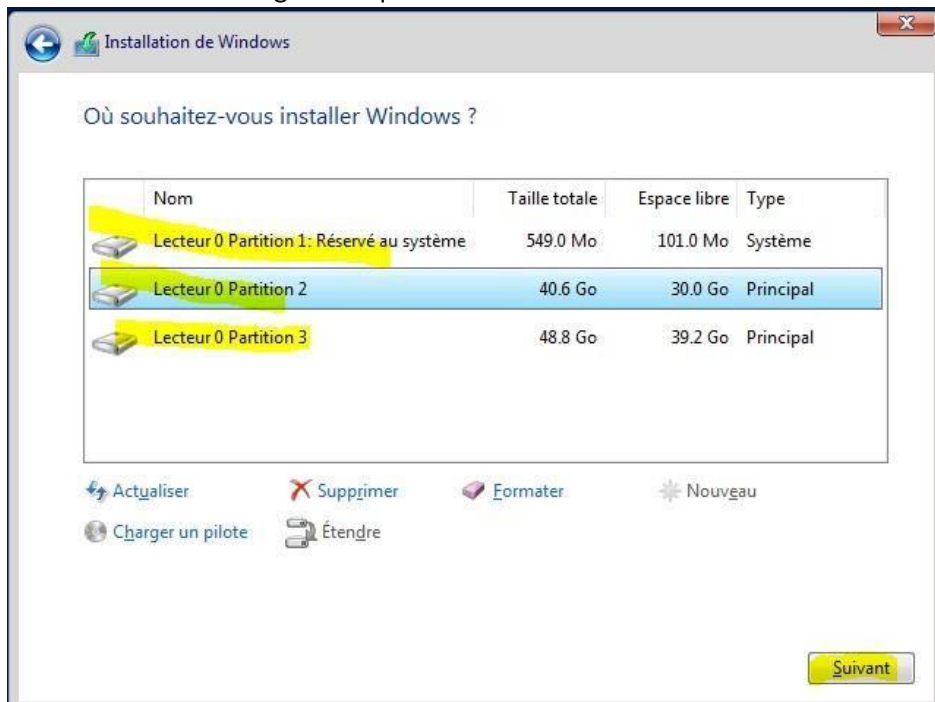 Installation de Windows
Où souhaitez-vous installer Windows ?
Nom Taille totale Espace libre Type
Lecteur 0 Partition 1: Réservé au système 549.0 Mo 101.0 Mo Système
Lecteur 0 Partition 2 40.6 Go 30.0 Go Principal
Lecteur 0 Partition 3 48.8 Go 39.2 Go Principal
Actualiser Supprimer Formater Nouveau
Charger un pilote Étendre
Suivant